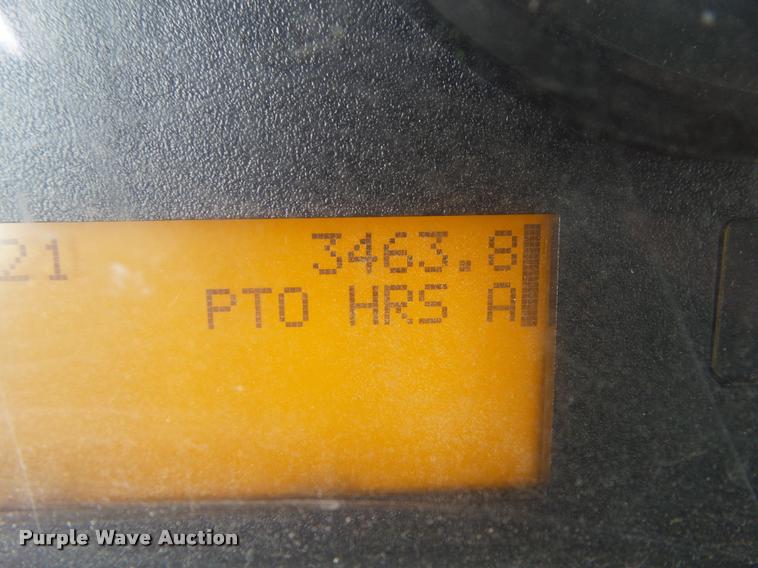 21 3463.8
PTO HRS A
Purple Wave Auction